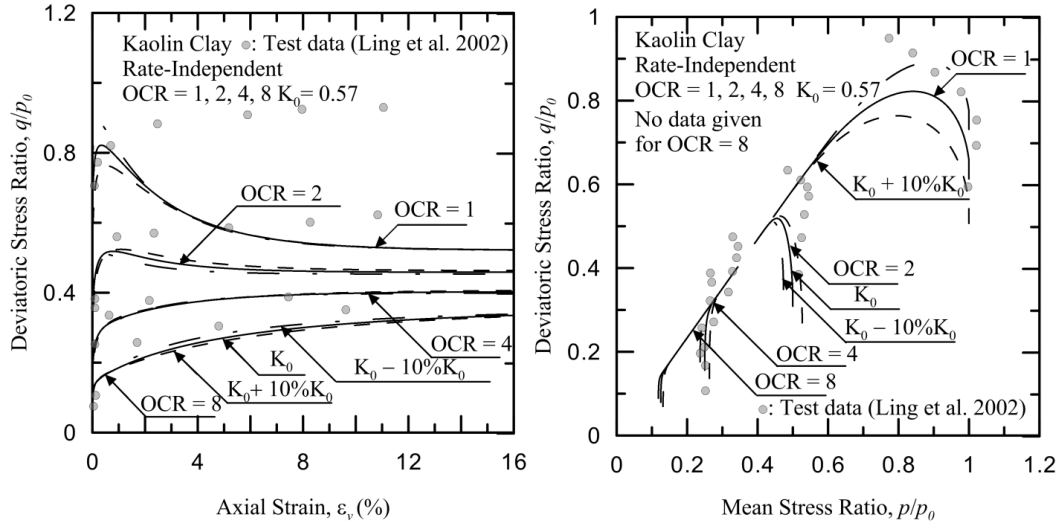 Kaolin Clay : Test data (Ling et al. 2002)
Rate-Independent
OCR = 1, 2, 4, 8 K₀ = 0.57
1.2
0.8
0.4
0
0 4 8 12 16
Deviatoric Stress Ratio, q/p₀
Axial Strain, εᵥ (%)
OCR = 2
OCR = 1
OCR = 4
K₀
K₀ - 10%K₀
K₀ + 10%K₀
OCR = 8
Kaolin Clay
Rate-Independent
OCR = 1, 2, 4, 8 K₀ = 0.57
No data given
for OCR = 8
OCR = 1
K₀ + 10%K₀
OCR = 2
K₀
K₀ - 10%K₀
OCR = 4
OCR = 8
: Test data (Ling et al. 2002)
1
0.8
0.6
0.4
0.2
0
0 0.2 0.4 0.6 0.8 1 1.2
Deviatoric Stress Ratio, q/p₀
Mean Stress Ratio, p/p₀